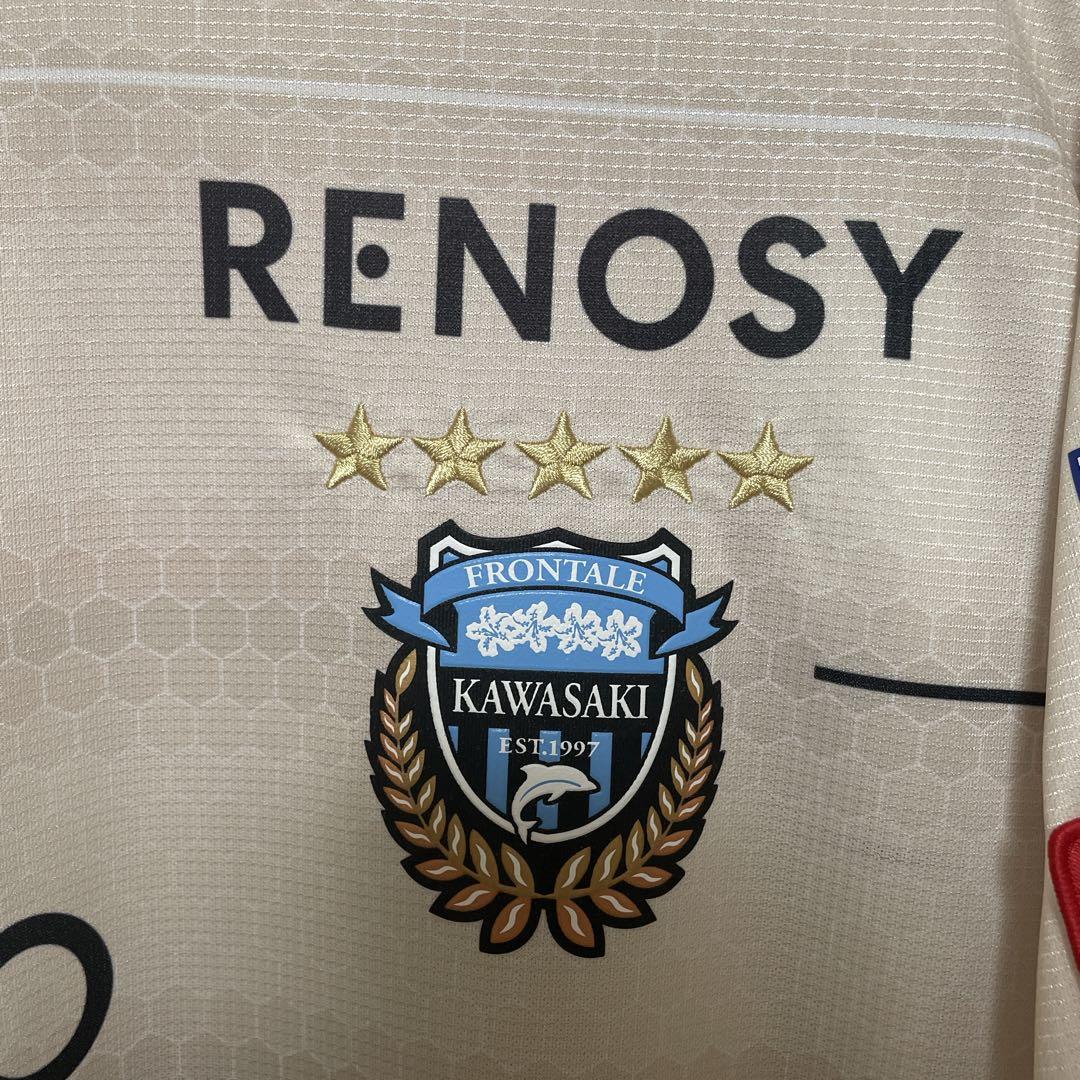 RENOSY
FRONTALE
KAWASAKI
EST.1997